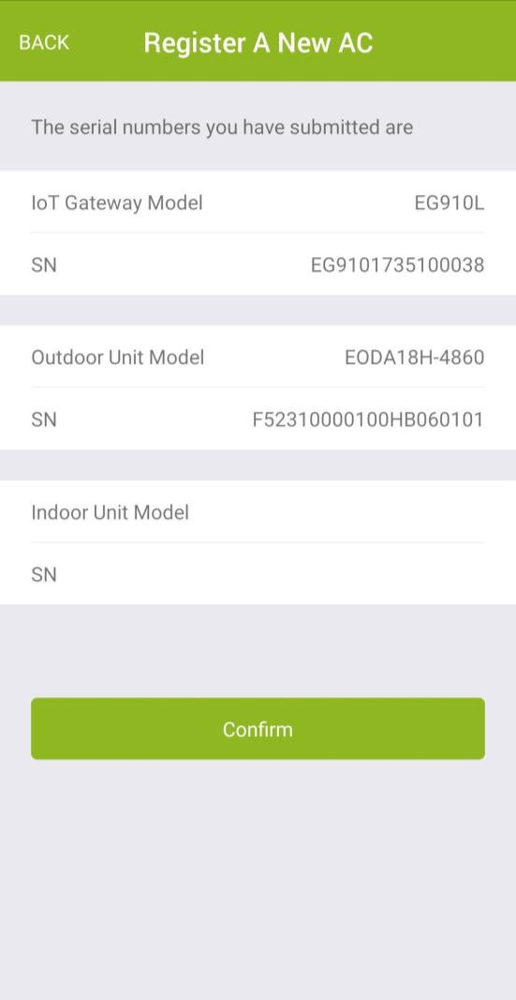 BACK Register A New AC
The serial numbers you have submitted are
IoT Gateway Model EG910L
SN EG9101735100038
Outdoor Unit Model EODA18H-4860
SN F52310000100HB060101
Indoor Unit Model
SN
Confirm